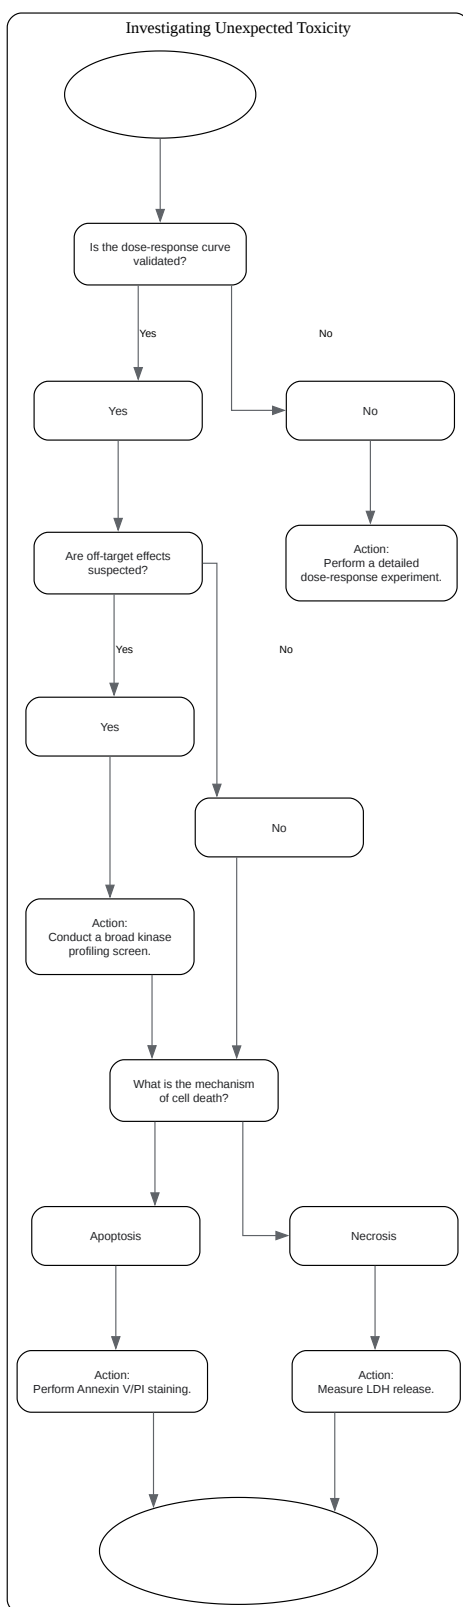 Investigating Unexpected Toxicity
Is the dose-response curve
validated?
Yes
No
Yes
No
Action:
Perform a detailed
dose-response experiment.
Are off-target effects
suspected?
Yes
No
Yes
No
Action:
Conduct a broad kinase
profiling screen.
What is the mechanism
of cell death?
Apoptosis
Necrosis
Action:
Perform Annexin V/PI staining.
Action:
Measure LDH release.